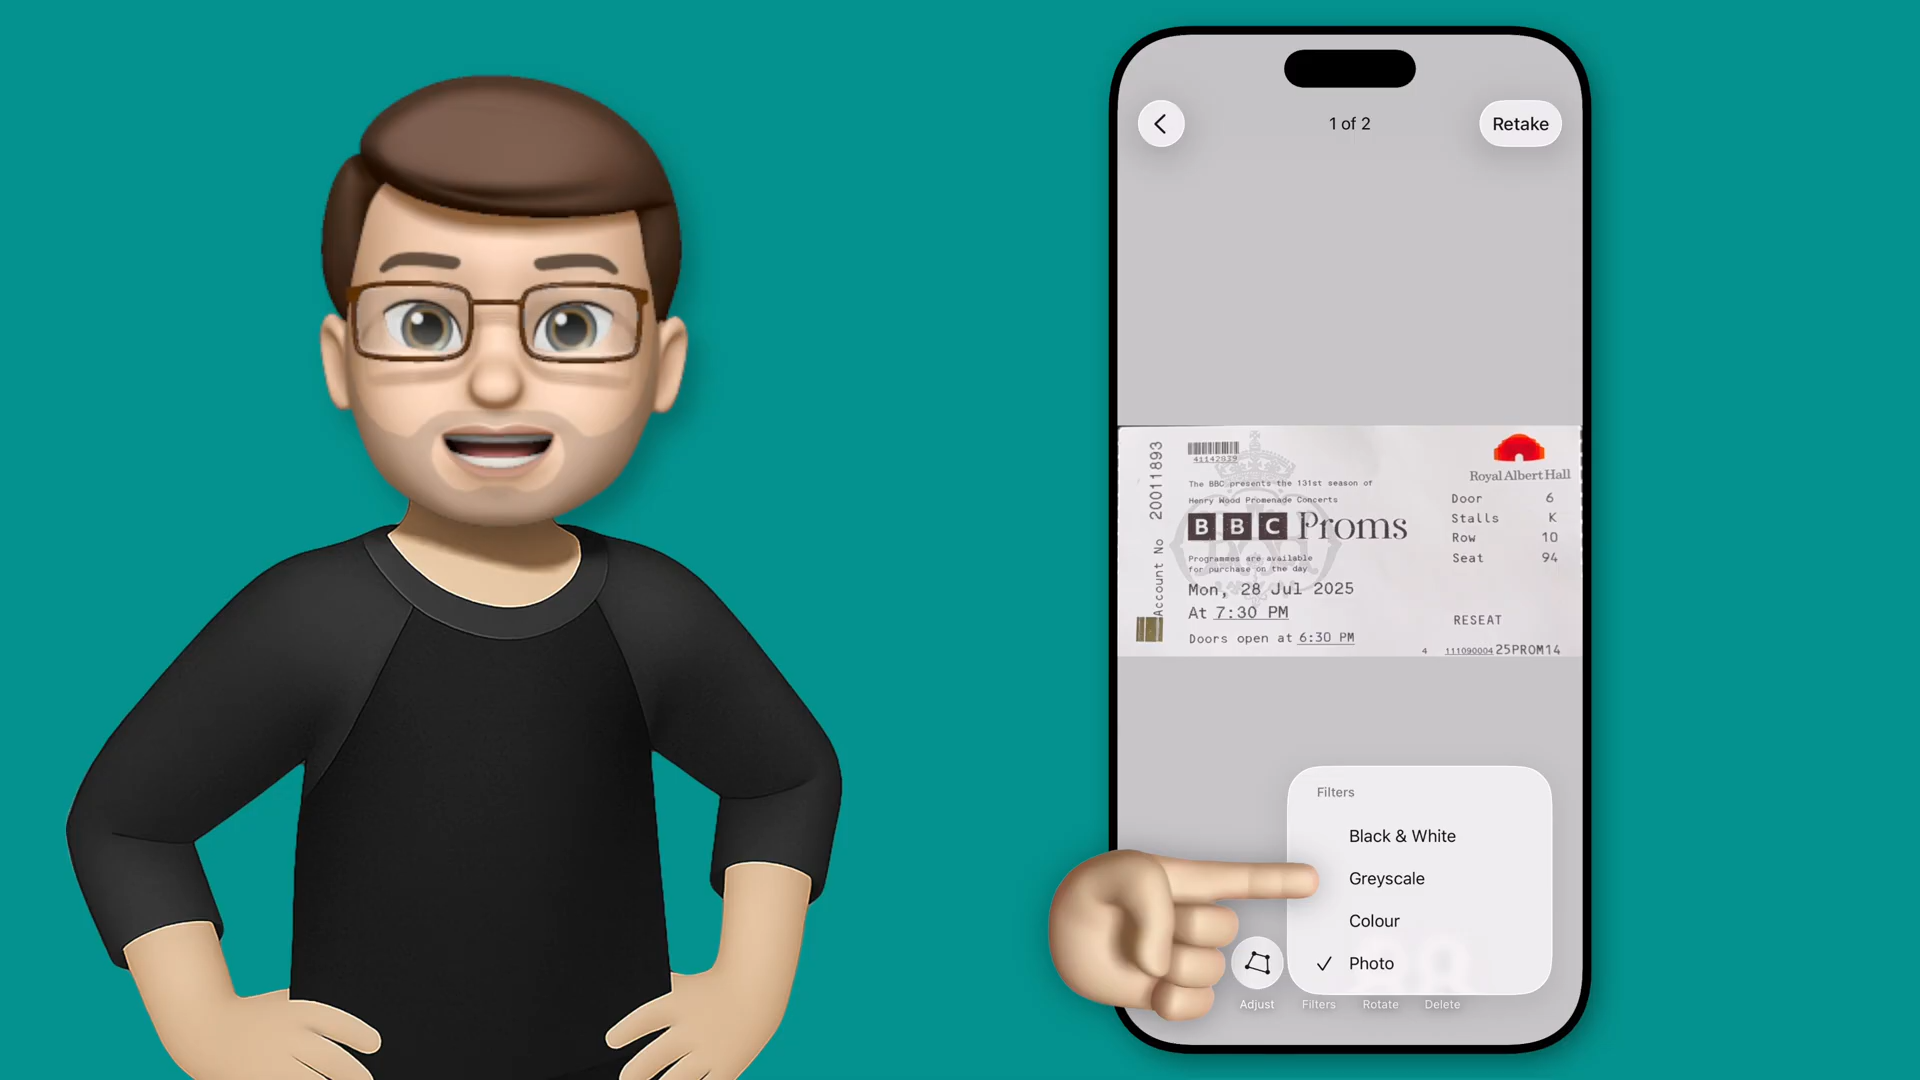 1 of 2
Retake
Account No 20011893
41142839
The BBC presents the 131st season of
Henry Wood Promenade Concerts
BBC Proms
Programmes are available
for purchase on the day
Mon, 28 Jul 2025
At 7:30 PM
Doors open at 6:30 PM
Royal Albert Hall
Door 6
Stalls K
Row 10
Seat 94
RESEAT
4 111090004 25PROM14
Filters
Black & White
Greyscale
Colour
Photo
Adjust
Filters
Rotate
Delete